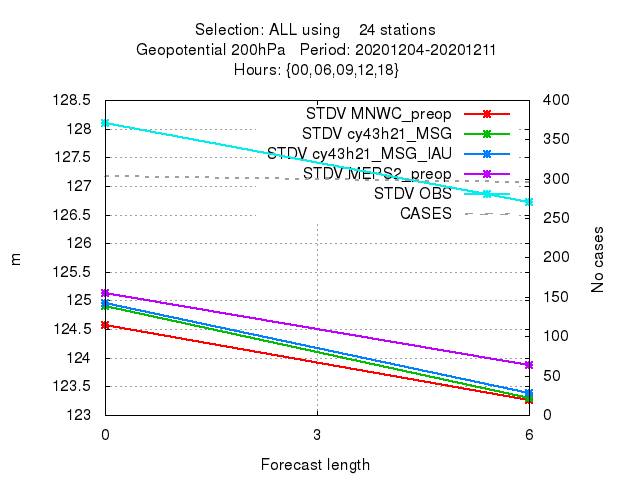 Selection: ALL using 24 stations
Geopotential 200hPa Period: 20201204-20201211
Hours: {00,06,09,12,18}
128.5
128
127.5
127
126.5
126
125.5
125
124.5
124
123.5
123
m
STDV MNWC_preop
STDV cy43h21_MSG
STDV cy43h21_MSG_IAU
STDV MEPS2_preop
STDV OBS
CASES
400
350
300
250
200
150
100
50
0
No cases
0 3 6
Forecast length